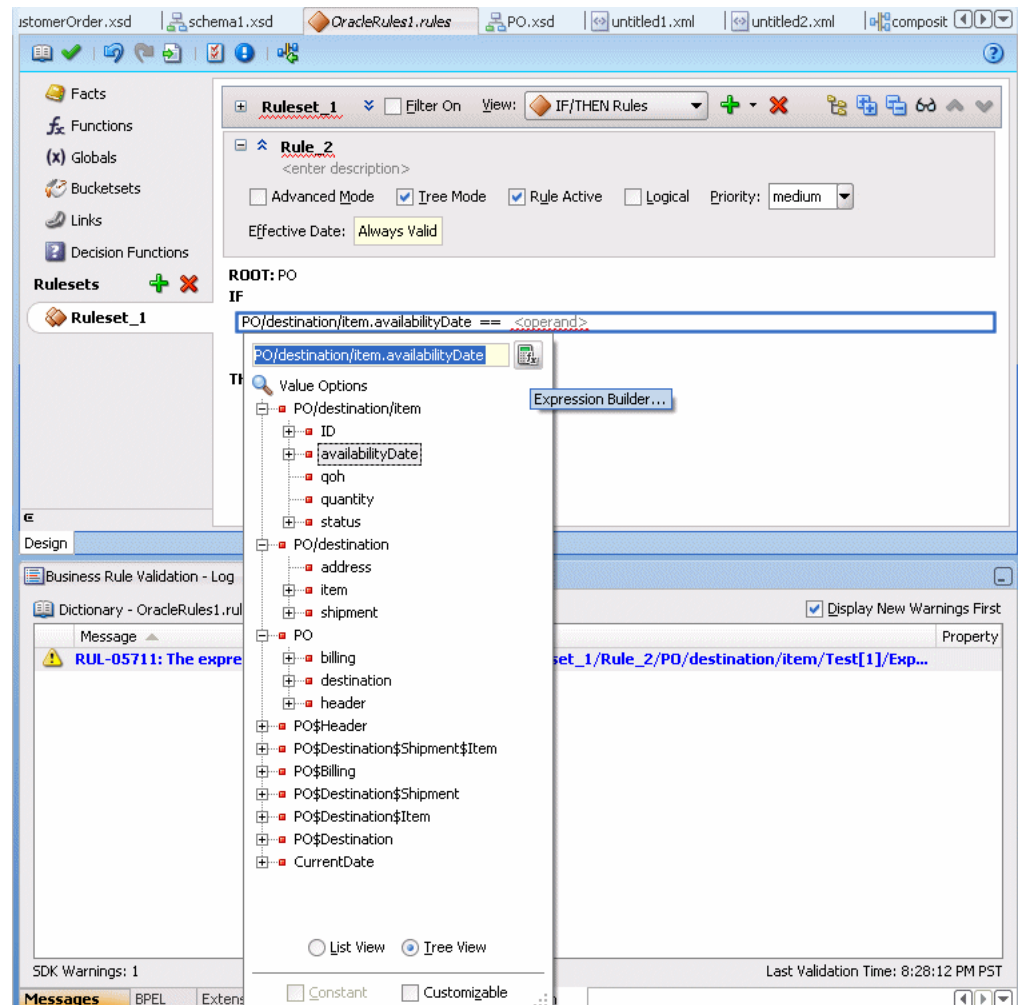 ustomerOrder.xsd schema1.xsd OracleRules1.rules PO.xsd untitled1.xml untitled2.xml composit
Facts
Functions
(x) Globals
Bucketsets
Links
Decision Functions
Rulesets
Ruleset_1
Ruleset_1 Filter On View: IF/THEN Rules
Rule_2
<enter description>
Advanced Mode Tree Mode Rule Active Logical Priority: medium
Effective Date: Always Valid
ROOT: PO
IF
PO/destination/item.availabilityDate == <operand>
PO/destination/item.availabilityDate
TH
Value Options
Expression Builder...
PO/destination/item
ID
availabilityDate
qoh
quantity
status
PO/destination
address
item
shipment
PO
billing
destination
header
PO$Header
PO$Destination$Shipment$Item
PO$Billing
PO$Destination$Shipment
PO$Destination$Item
PO$Destination
CurrentDate
List View Tree View
Constant Customizable
Design
Business Rule Validation - Log
Dictionary - OracleRules1.rul Display New Warnings First
Message Property
RUL-05711: The expre set_1/Rule_2/PO/destination/item/Test[1]/Exp...
SDK Warnings: 1 Last Validation Time: 8:28:12 PM PST
Messages BPEL Extens